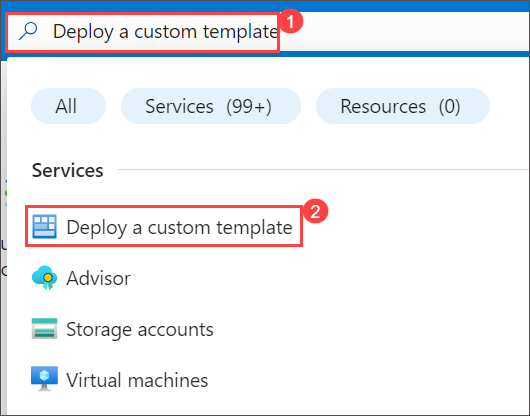 Deploy a custom template
1
All
Services (99+)
Resources (0)
Services
Deploy a custom template
2
Advisor
Storage accounts
Virtual machines